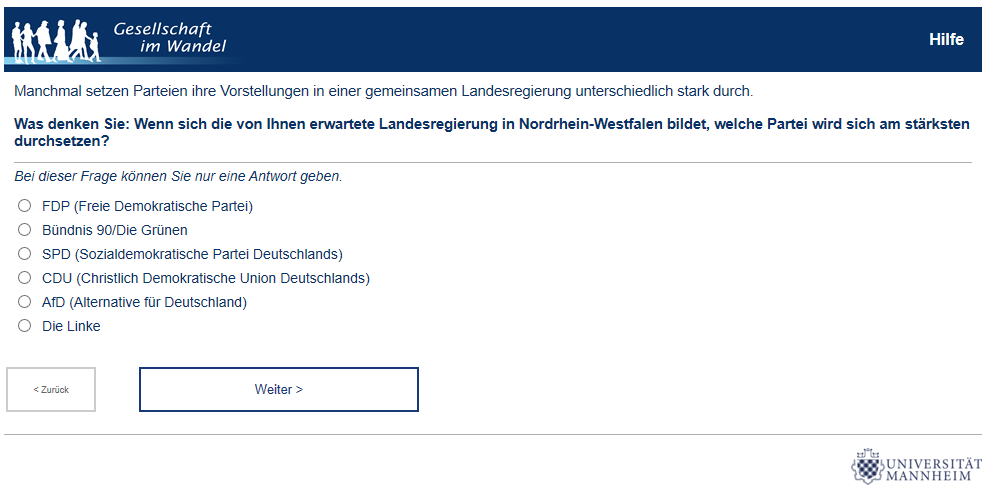 Gesellschaft
im Wandel
Hilfe
Manchmal setzen Parteien ihre Vorstellungen in einer gemeinsamen Landesregierung unterschiedlich stark durch.
Was denken Sie: Wenn sich die von Ihnen erwartete Landesregierung in Nordrhein-Westfalen bildet, welche Partei wird sich am stärksten
durchsetzen?
Bei dieser Frage können Sie nur eine Antwort geben.
FDP (Freie Demokratische Partei)
Bündnis 90/Die Grünen
SPD (Sozialdemokratische Partei Deutschlands)
CDU (Christlich Demokratische Union Deutschlands)
AfD (Alternative für Deutschland)
Die Linke
< Zurück
Weiter >
UNIVERSITÄT
MANNHEIM